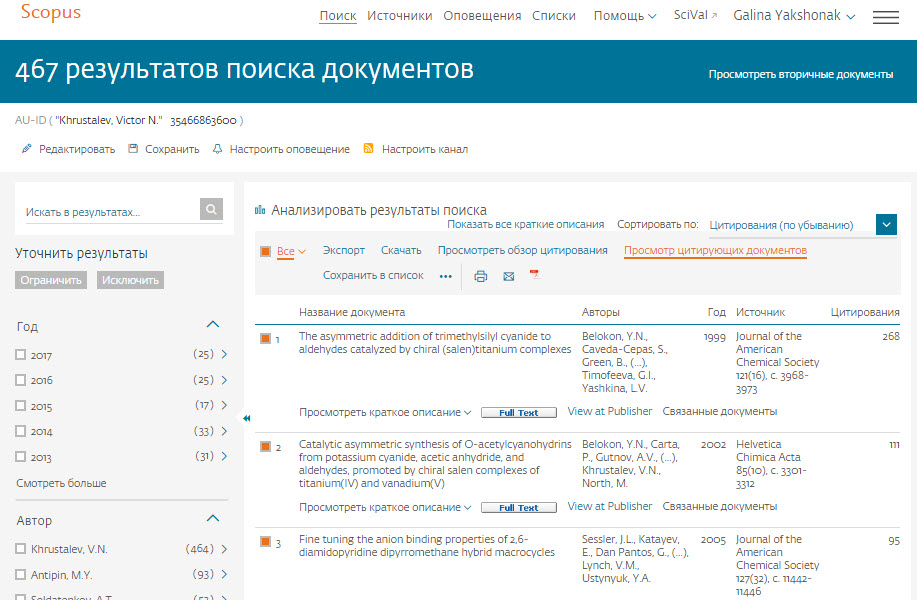 Scopus
Поиск Источники Оповещения Списки Помощь SciVal Galina Yakshonak
467 результатов поиска документов
Просмотреть вторичные документы
AU-ID ( "Khrustalev, Victor N." 35466863600 )
Редактировать Сохранить Настроить оповещение Настроить канал
Искать в результатах...
Уточнить результаты
Ограничить Исключить
Год
2017 (25)
2016 (25)
2015 (17)
2014 (33)
2013 (31)
Смотреть больше
Автор
Khrustalev, V.N. (464)
Antipin, M.Y. (93)
Soldatenkov, A.T.
Анализировать результаты поиска
Показать все краткие описания Сортировать по: Цитирования (по убыванию)
Все Экспорт Скачать Просмотреть обзор цитирования Просмотр цитирующих документов
Сохранить в список •••
Название документа Авторы Год Источник Цитирования
1 The asymmetric addition of trimethylsilyl cyanide to Belokon, Y.N., 1999 Journal of the 268
aldehydes catalyzed by chiral (salen)titanium complexes Caveda-Cepas, S., American
Green, B., (...), Chemical Society
Timofeeva, G.I., 121(16), с. 3968-
Yashkina, L.V. 3973
Просмотреть краткое описание Full Text View at Publisher Связанные документы
2 Catalytic asymmetric synthesis of O-acetylcyanohydrins Belokon, Y.N., Carta, 2002 Helvetica 111
from potassium cyanide, acetic anhydride, and P., Gutnov, A.V., (...), Chimica Acta
aldehydes, promoted by chiral salen complexes of Khrustalev, V.N., 85(10), с. 3301-
titanium(IV) and vanadium(V) North, M. 3312
Просмотреть краткое описание Full Text View at Publisher Связанные документы
3 Fine tuning the anion binding properties of 2,6- Sessler, J.L., Katayev, 2005 Journal of the 95
diamidopyridine dipyrromethane hybrid macrocycles E., Dan Pantos, G., (...), American
Lynch, V.M., Chemical Society
Ustynyuk, Y.A. 127(32), с. 11442-
11446